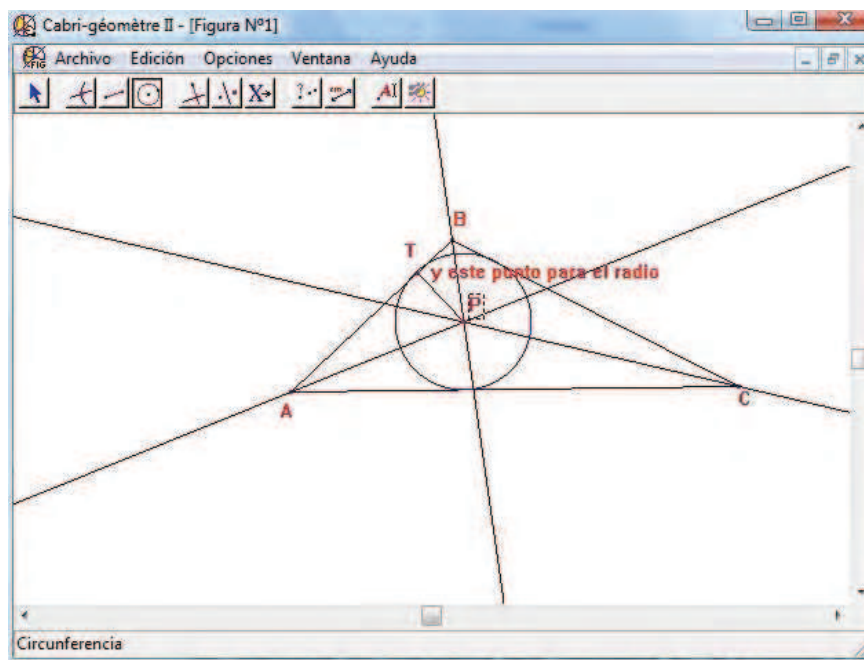 Cabri-géomètre II - [Figura Nº1]
Archivo Edición Opciones Ventana Ayuda
B
T
y este punto para el radio
P
A
C
Circunferencia